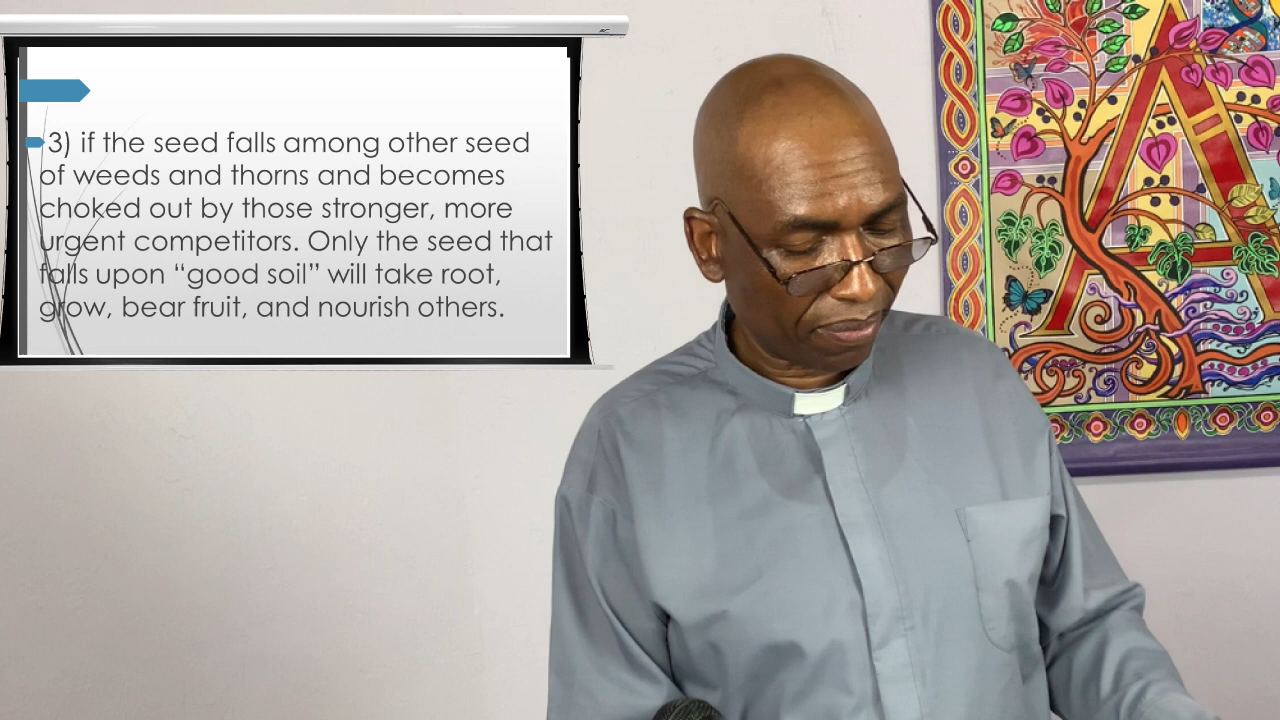 3) if the seed falls among other seed
of weeds and thorns and becomes
choked out by those stronger, more
urgent competitors. Only the seed that
falls upon “good soil” will take root,
grow, bear fruit, and nourish others.